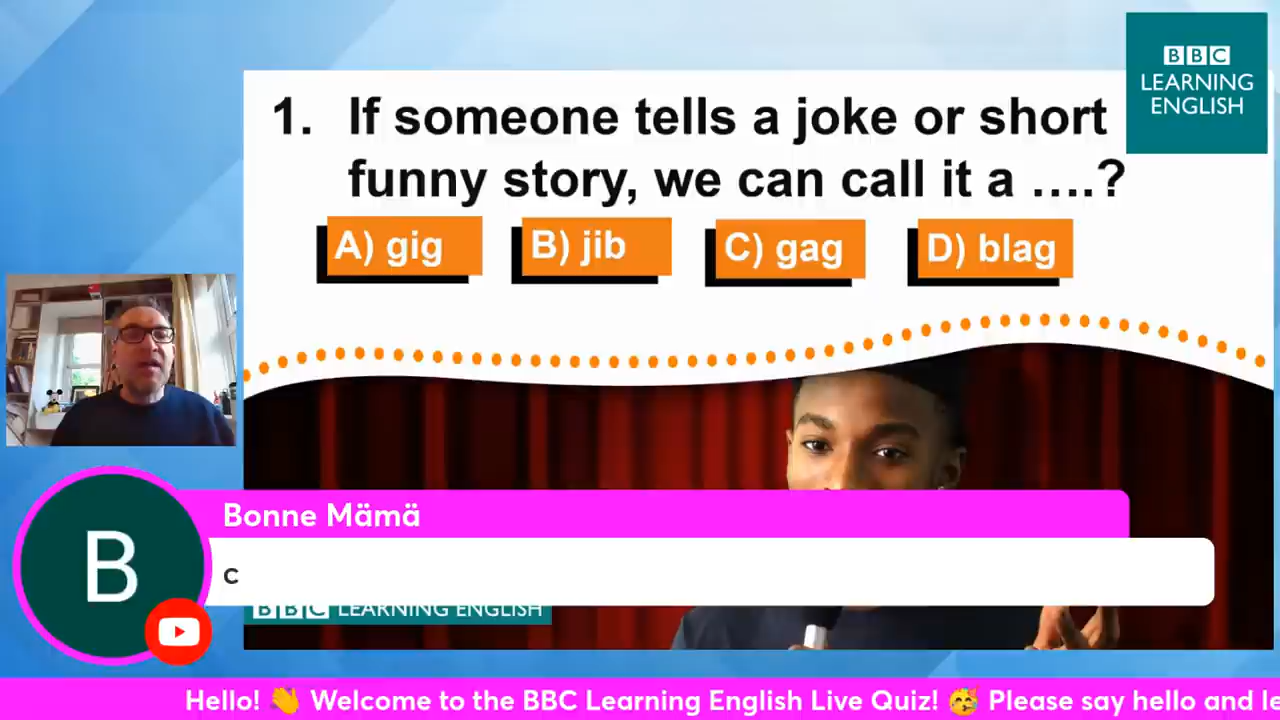 BBC
LEARNING
ENGLISH
1. If someone tells a joke or short
funny story, we can call it a ....?
A) gig
B) jib
C) gag
D) blag
Bonne Mämä
B
c
BBC LEARNING ENGLISH
Hello! 👋 Welcome to the BBC Learning English Live Quiz! 🥳 Please say hello and le